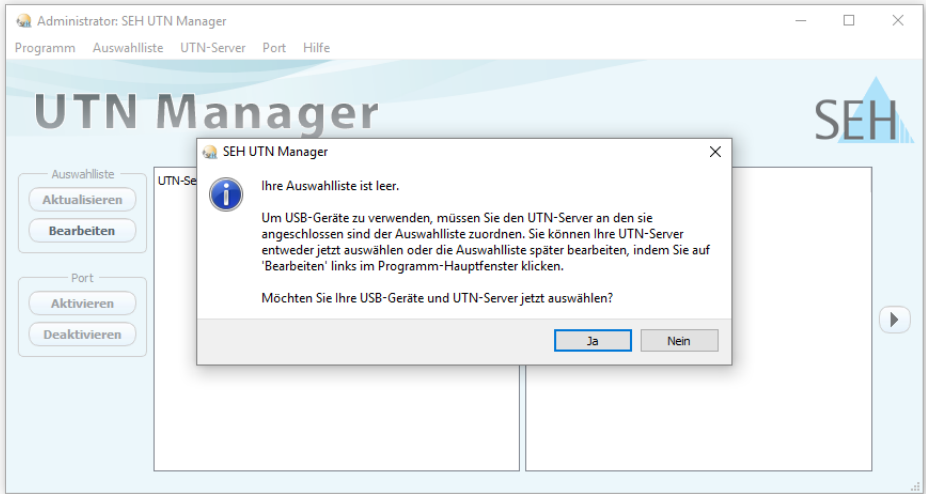 Administrator: SEH UTN Manager
Programm Auswahlliste UTN-Server Port Hilfe
UTN Manager
SEH
Auswahlliste
Aktualisieren
Bearbeiten
Port
Aktivieren
Deaktivieren
UTN-Se
SEH UTN Manager
Ihre Auswahlliste ist leer.
Um USB-Geräte zu verwenden, müssen Sie den UTN-Server an den sie
angeschlossen sind der Auswahlliste zuordnen. Sie können Ihre UTN-Server
entweder jetzt auswählen oder die Auswahlliste später bearbeiten, indem Sie auf
'Bearbeiten' links im Programm-Hauptfenster klicken.
Möchten Sie Ihre USB-Geräte und UTN-Server jetzt auswählen?
Ja Nein